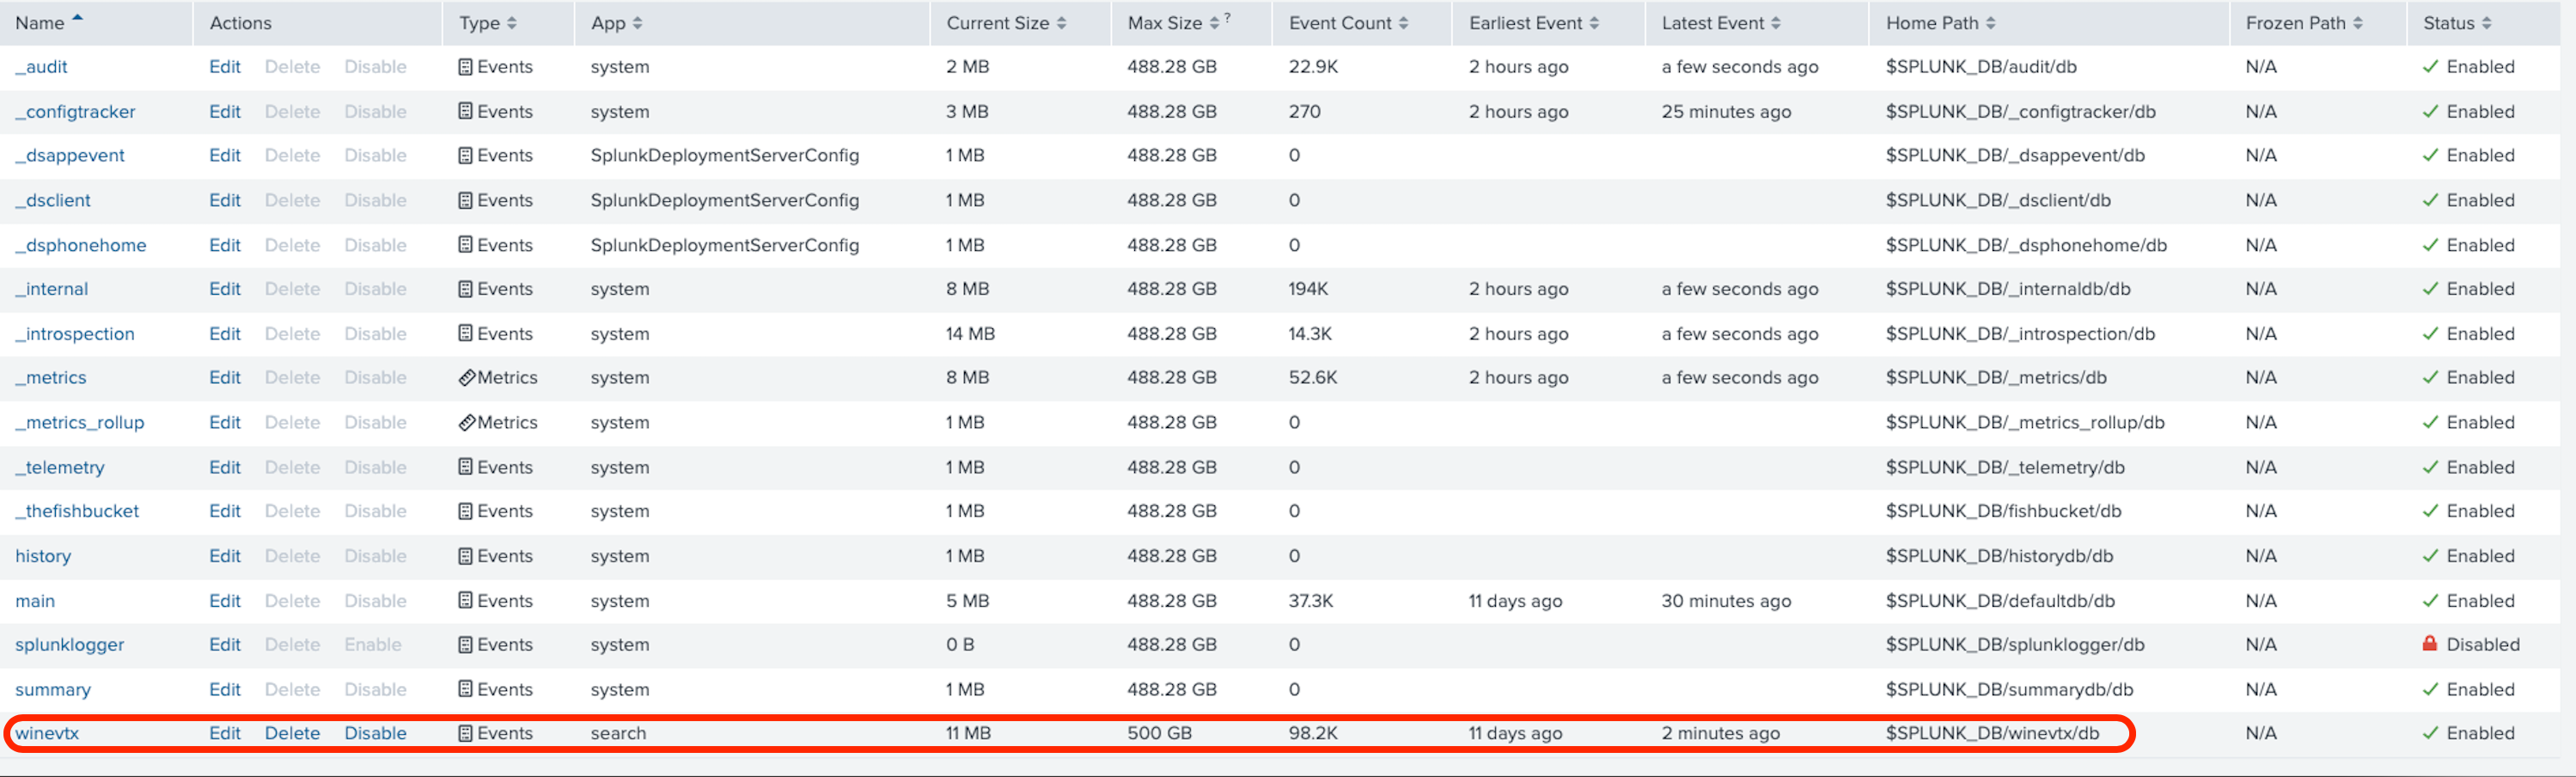 Name Actions Type App Current Size Max Size ? Event Count Earliest Event Latest Event Home Path Frozen Path Status
_audit Edit Delete Disable Events system 2 MB 488.28 GB 22.9K 2 hours ago a few seconds ago $SPLUNK_DB/audit/db N/A Enabled
_configtracker Edit Delete Disable Events system 3 MB 488.28 GB 270 2 hours ago 25 minutes ago $SPLUNK_DB/_configtracker/db N/A Enabled
_dsappevent Edit Delete Disable Events SplunkDeploymentServerConfig 1 MB 488.28 GB 0 $SPLUNK_DB/_dsappevent/db N/A Enabled
_dsclient Edit Delete Disable Events SplunkDeploymentServerConfig 1 MB 488.28 GB 0 $SPLUNK_DB/_dsclient/db N/A Enabled
_dsphonehome Edit Delete Disable Events SplunkDeploymentServerConfig 1 MB 488.28 GB 0 $SPLUNK_DB/_dsphonehome/db N/A Enabled
_internal Edit Delete Disable Events system 8 MB 488.28 GB 194K 2 hours ago a few seconds ago $SPLUNK_DB/_internaldb/db N/A Enabled
_introspection Edit Delete Disable Events system 14 MB 488.28 GB 14.3K 2 hours ago a few seconds ago $SPLUNK_DB/_introspection/db N/A Enabled
_metrics Edit Delete Disable Metrics system 8 MB 488.28 GB 52.6K 2 hours ago a few seconds ago $SPLUNK_DB/_metrics/db N/A Enabled
_metrics_rollup Edit Delete Disable Metrics system 1 MB 488.28 GB 0 $SPLUNK_DB/_metrics_rollup/db N/A Enabled
_telemetry Edit Delete Disable Events system 1 MB 488.28 GB 0 $SPLUNK_DB/_telemetry/db N/A Enabled
_thefishbucket Edit Delete Disable Events system 1 MB 488.28 GB 0 $SPLUNK_DB/fishbucket/db N/A Enabled
history Edit Delete Disable Events system 1 MB 488.28 GB 0 $SPLUNK_DB/historydb/db N/A Enabled
main Edit Delete Disable Events system 5 MB 488.28 GB 37.3K 11 days ago 30 minutes ago $SPLUNK_DB/defaultdb/db N/A Enabled
splunklogger Edit Delete Enable Events system 0 B 488.28 GB 0 $SPLUNK_DB/splunklogger/db N/A Disabled
summary Edit Delete Disable Events system 1 MB 488.28 GB 0 $SPLUNK_DB/summarydb/db N/A Enabled
winevtx Edit Delete Disable Events search 11 MB 500 GB 98.2K 11 days ago 2 minutes ago $SPLUNK_DB/winevtx/db N/A Enabled